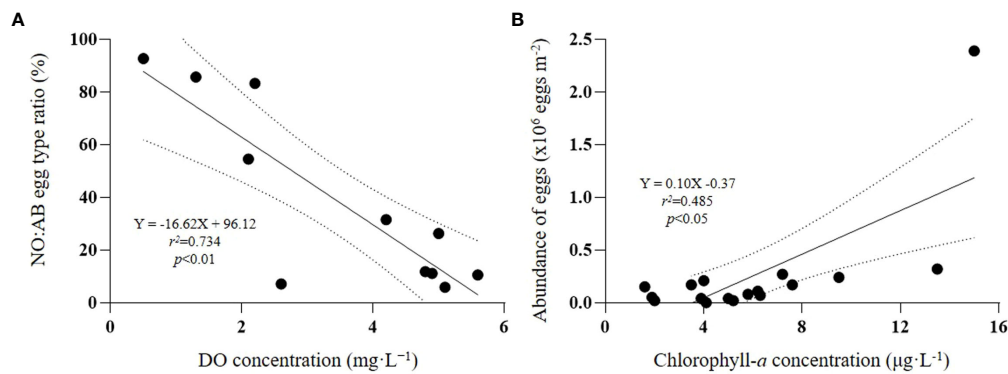 A
NO:AB egg type ratio (%)
100
80
60
40
20
0
Y = -16.62X + 96.12
r²=0.734
p<0.01
0 2 4 6
DO concentration (mg·L⁻¹)
B
Abundance of eggs (x10⁶ eggs m⁻²)
2.5
2.0
1.5
1.0
0.5
0.0
Y = 0.10X -0.37
r²=0.485
p<0.05
0 4 8 12 16
Chlorophyll-a concentration (μg·L⁻¹)